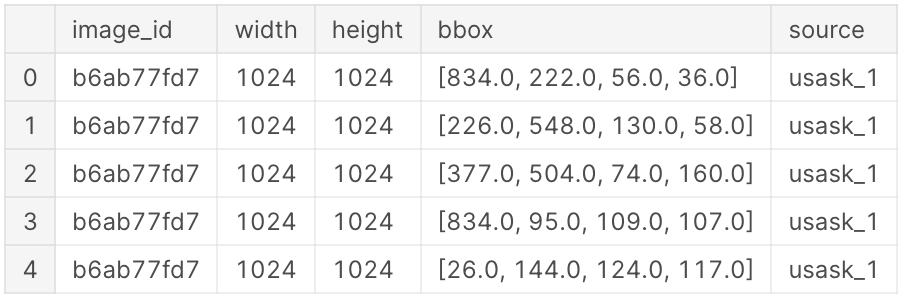 image_id width height bbox source
0 b6ab77fd7 1024 1024 [834.0, 222.0, 56.0, 36.0] usask_1
1 b6ab77fd7 1024 1024 [226.0, 548.0, 130.0, 58.0] usask_1
2 b6ab77fd7 1024 1024 [377.0, 504.0, 74.0, 160.0] usask_1
3 b6ab77fd7 1024 1024 [834.0, 95.0, 109.0, 107.0] usask_1
4 b6ab77fd7 1024 1024 [26.0, 144.0, 124.0, 117.0] usask_1